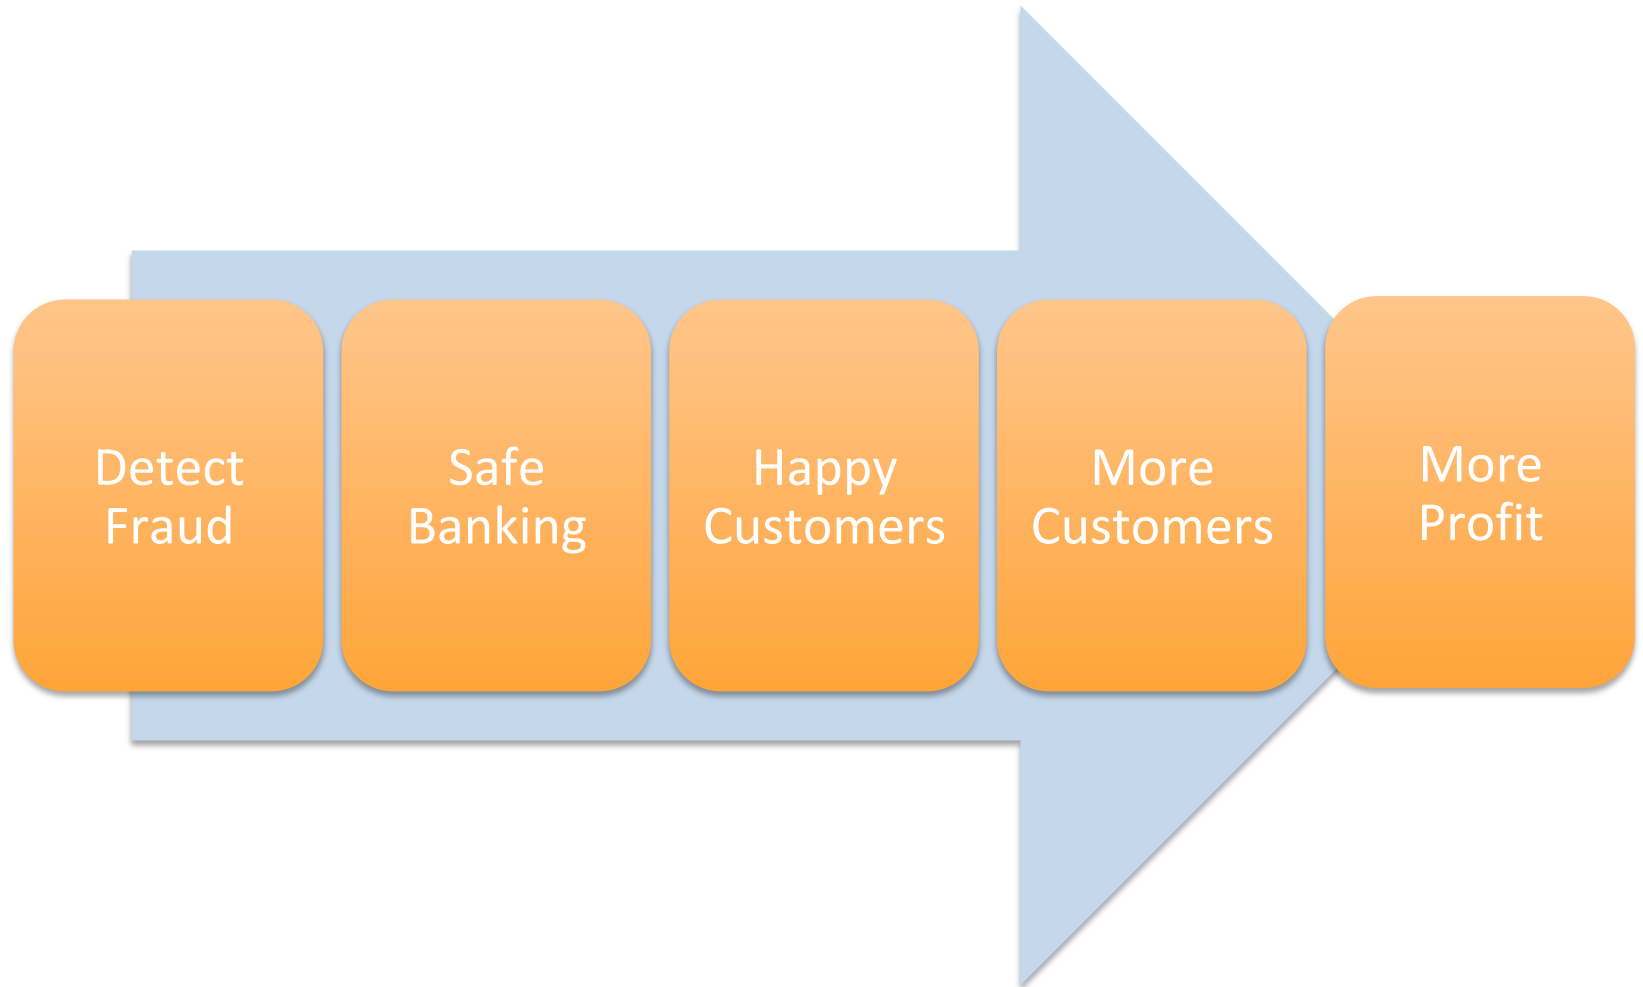 Detect
Fraud
Safe
Banking
Happy
Customers
More
Customers
More
Profit